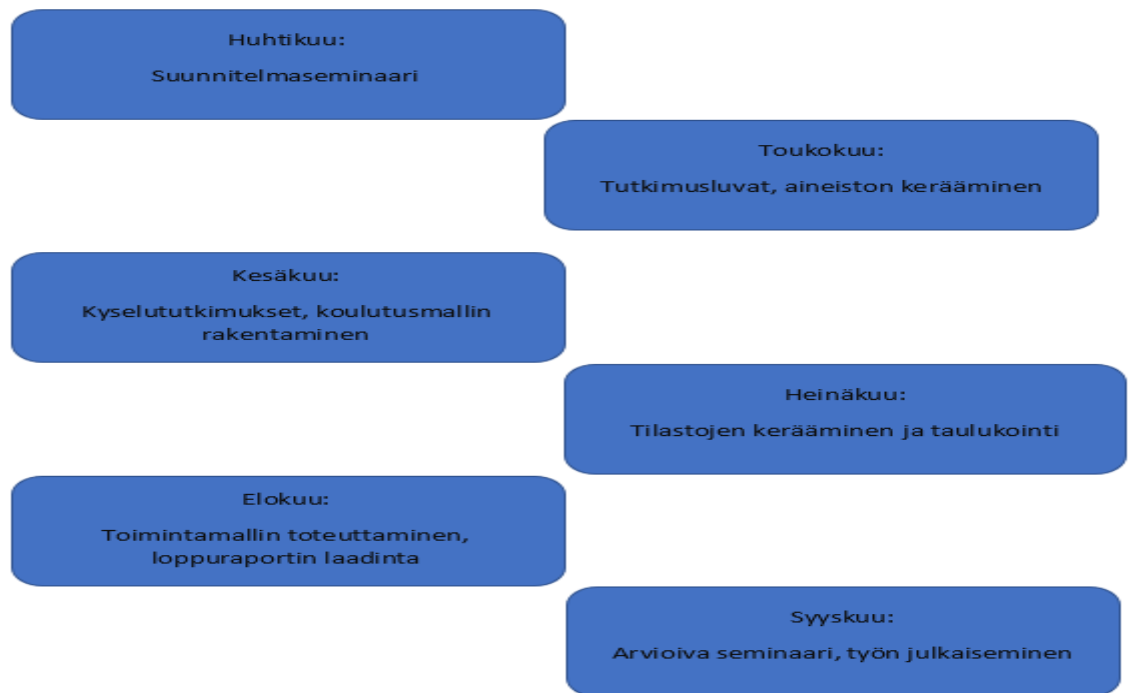 Huhtikuu:
Suunnitelmaseminaari
Toukokuu:
Tutkimusluvat, aineiston kerääminen
Kesäkuu:
Kyselututkimukset, koulutusmallin
rakentaminen
Heinäkuu:
Tilastojen kerääminen ja taulukointi
Elokuu:
Toimintamallin toteuttaminen,
loppuraportin laadinta
Syyskuu:
Arvioiva seminaari, työn julkaiseminen